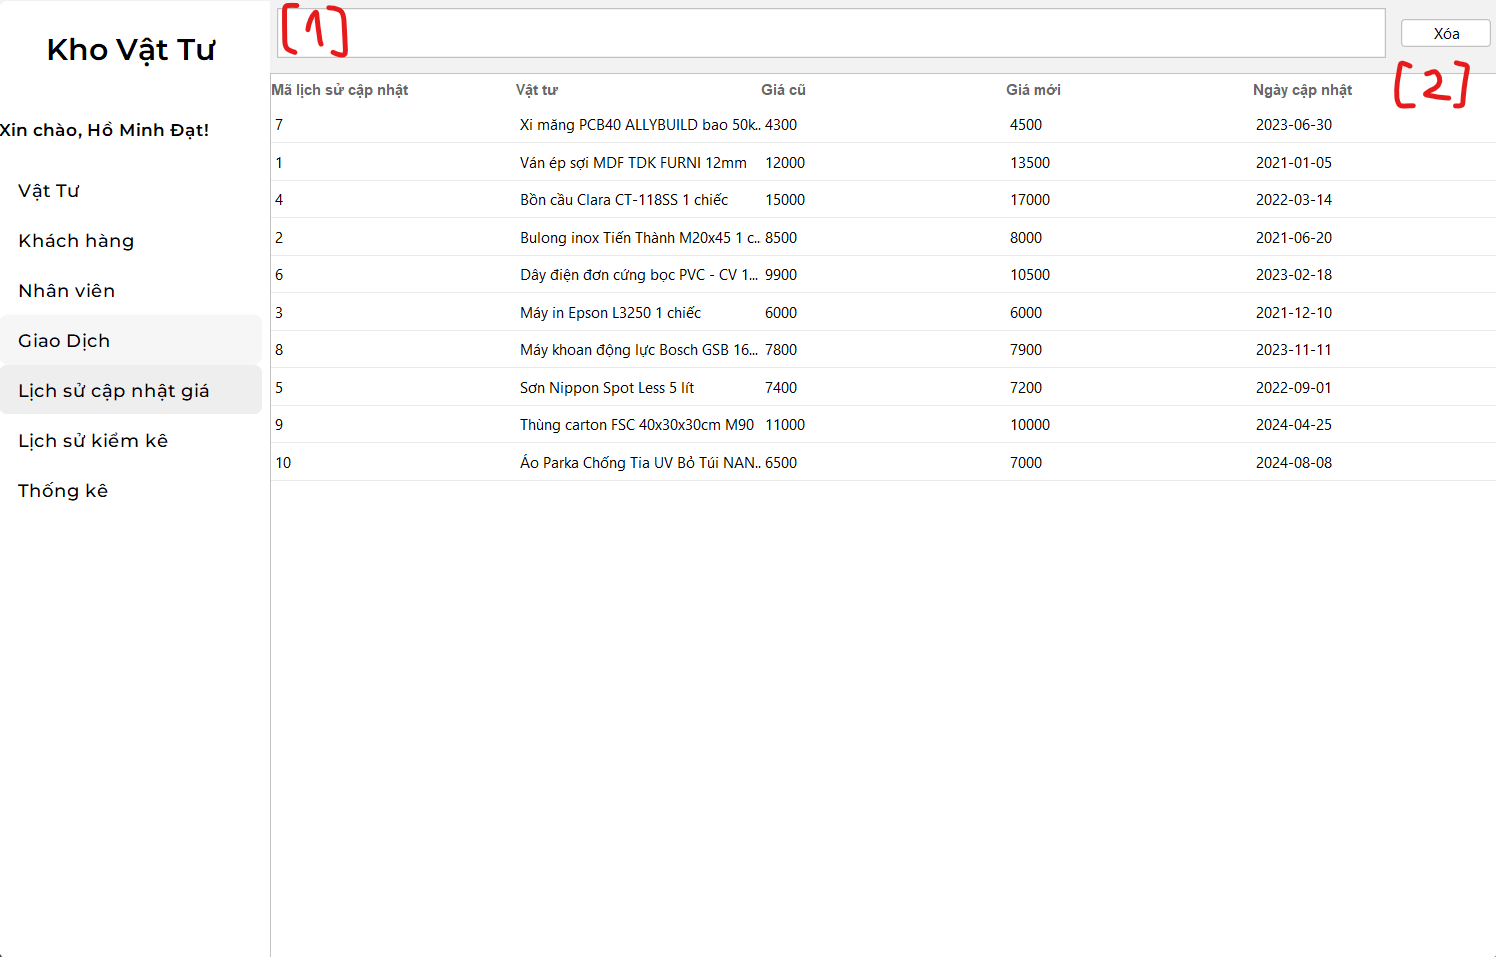 Kho Vật Tư
Xin chào, Hồ Minh Đạt!
Vật Tư
Khách hàng
Nhân viên
Giao Dịch
Lịch sử cập nhật giá
Lịch sử kiểm kê
Thống kê
[1]
Xóa
[2]
Mã lịch sử cập nhật Vật tư Giá cũ Giá mới Ngày cập nhật
7 Xi măng PCB40 ALLYBUILD bao 50k.. 4300 4500 2023-06-30
1 Ván ép sợi MDF TDK FURNI 12mm 12000 13500 2021-01-05
4 Bồn cầu Clara CT-118SS 1 chiếc 15000 17000 2022-03-14
2 Bulong inox Tiến Thành M20x45 1 c.. 8500 8000 2021-06-20
6 Dây điện đơn cứng bọc PVC - CV 1... 9900 10500 2023-02-18
3 Máy in Epson L3250 1 chiếc 6000 6000 2021-12-10
8 Máy khoan động lực Bosch GSB 16... 7800 7900 2023-11-11
5 Sơn Nippon Spot Less 5 lít 7400 7200 2022-09-01
9 Thùng carton FSC 40x30x30cm M90 11000 10000 2024-04-25
10 Áo Parka Chống Tia UV Bỏ Túi NAN.. 6500 7000 2024-08-08